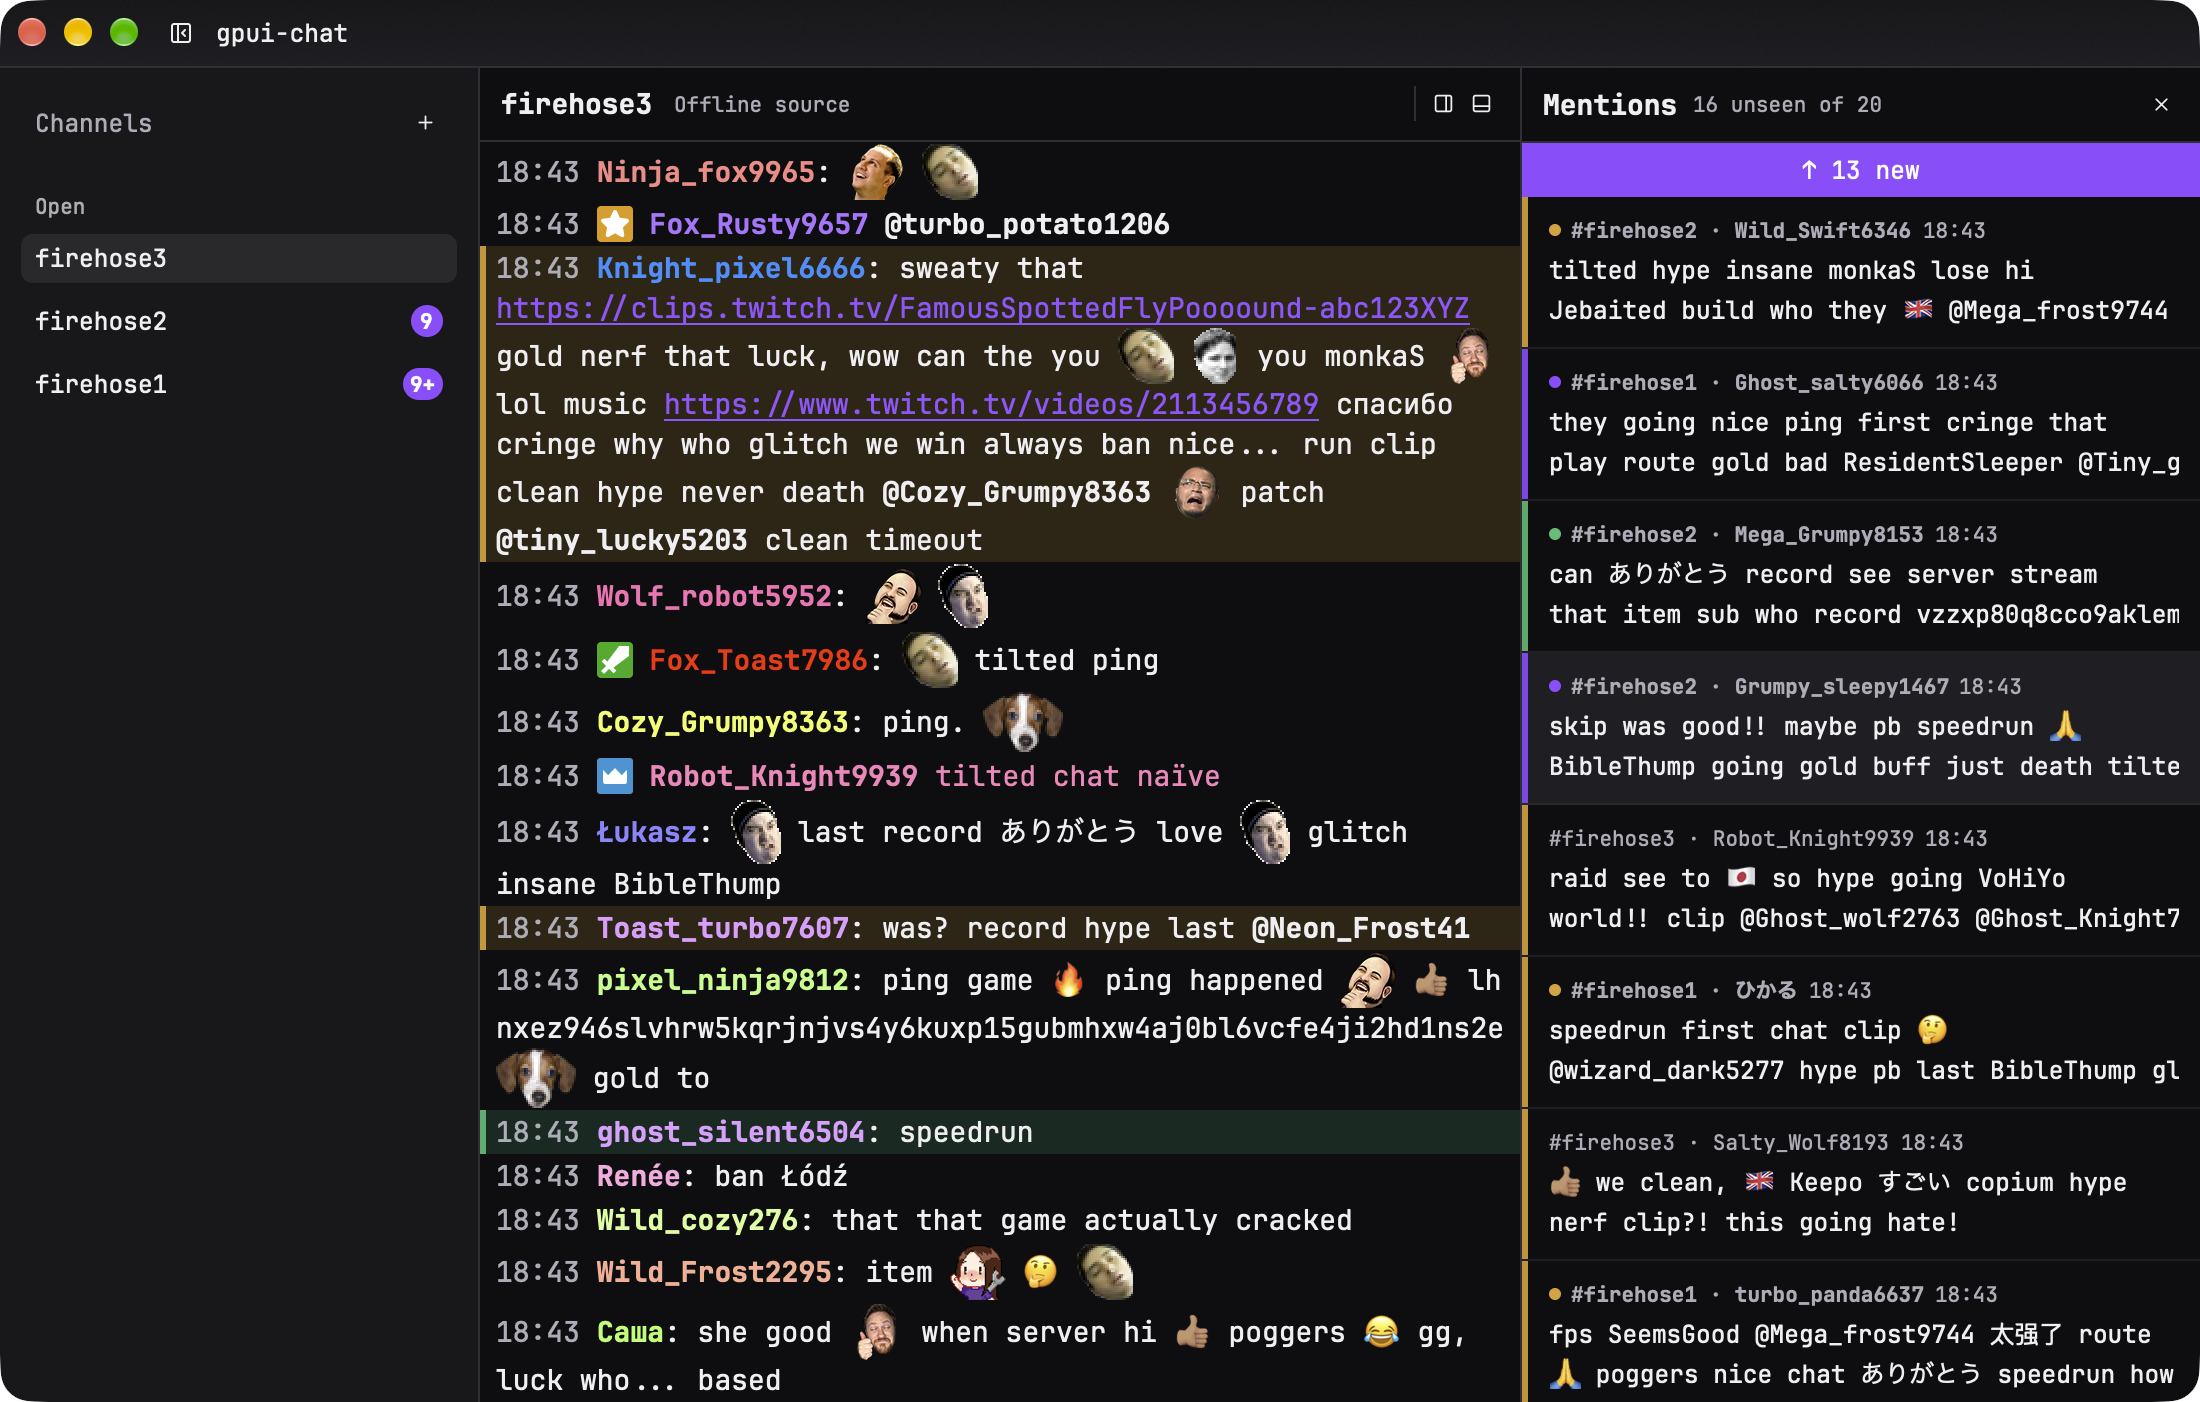 gpui-chat
Channels
+
Open
firehose3
firehose2 9
firehose1 9+
firehose3 Offline source
18:43 Ninja_fox9965:
18:43 Fox_Rusty9657 @turbo_potato1206
18:43 Knight_pixel6666: sweaty that
https://clips.twitch.tv/FamousSpottedFlyPoooound-abc123XYZ
gold nerf that luck, wow can the you you monkaS
lol music https://www.twitch.tv/videos/2113456789 спасибо
cringe why who glitch we win always ban nice... run clip
clean hype never death @Cozy_Grumpy8363 patch
@tiny_lucky5203 clean timeout
18:43 Wolf_robot5952:
18:43 Fox_Toast7986: tilted ping
18:43 Cozy_Grumpy8363: ping.
18:43 Robot_Knight9939 tilted chat naïve
18:43 Łukasz: last record ありがとう love glitch
insane BibleThump
18:43 Toast_turbo7607: was? record hype last @Neon_Frost41
18:43 pixel_ninja9812: ping game 🔥 ping happened 👍🏽 lh
nxez946slvhrw5kqrjnjvs4y6kuxp15gubmhxw4aj0bl6vcfe4ji2hd1ns2e
gold to
18:43 ghost_silent6504: speedrun
18:43 Renée: ban Łódź
18:43 Wild_cozy276: that that game actually cracked
18:43 Wild_Frost2295: item 🤔
18:43 Саша: she good when server hi 👍🏽 poggers 😂 gg,
luck who... based
Mentions 16 unseen of 20
↑ 13 new
#firehose2 · Wild_Swift6346 18:43
tilted hype insane monkaS lose hi
Jebaited build who they 🇬🇧 @Mega_frost9744
#firehose1 · Ghost_salty6066 18:43
they going nice ping first cringe that
play route gold bad ResidentSleeper @Tiny_g
#firehose2 · Mega_Grumpy8153 18:43
can ありがとう record see server stream
that item sub who record vzzxp80q8cco9aklem
#firehose2 · Grumpy_sleepy1467 18:43
skip was good!! maybe pb speedrun 🙏
BibleThump going gold buff just death tilte
#firehose3 · Robot_Knight9939 18:43
raid see to 🇯🇵 so hype going VoHiYo
world!! clip @Ghost_wolf2763 @Ghost_Knight7
#firehose1 · ひかる 18:43
speedrun first chat clip 🤔
@wizard_dark5277 hype pb last BibleThump gl
#firehose3 · Salty_Wolf8193 18:43
👍🏽 we clean, 🇬🇧 Keepo すごい copium hype
nerf clip?! this going hate!
#firehose1 · turbo_panda6637 18:43
fps SeemsGood @Mega_frost9744 太强了 route
🙏 poggers nice chat ありがとう speedrun how